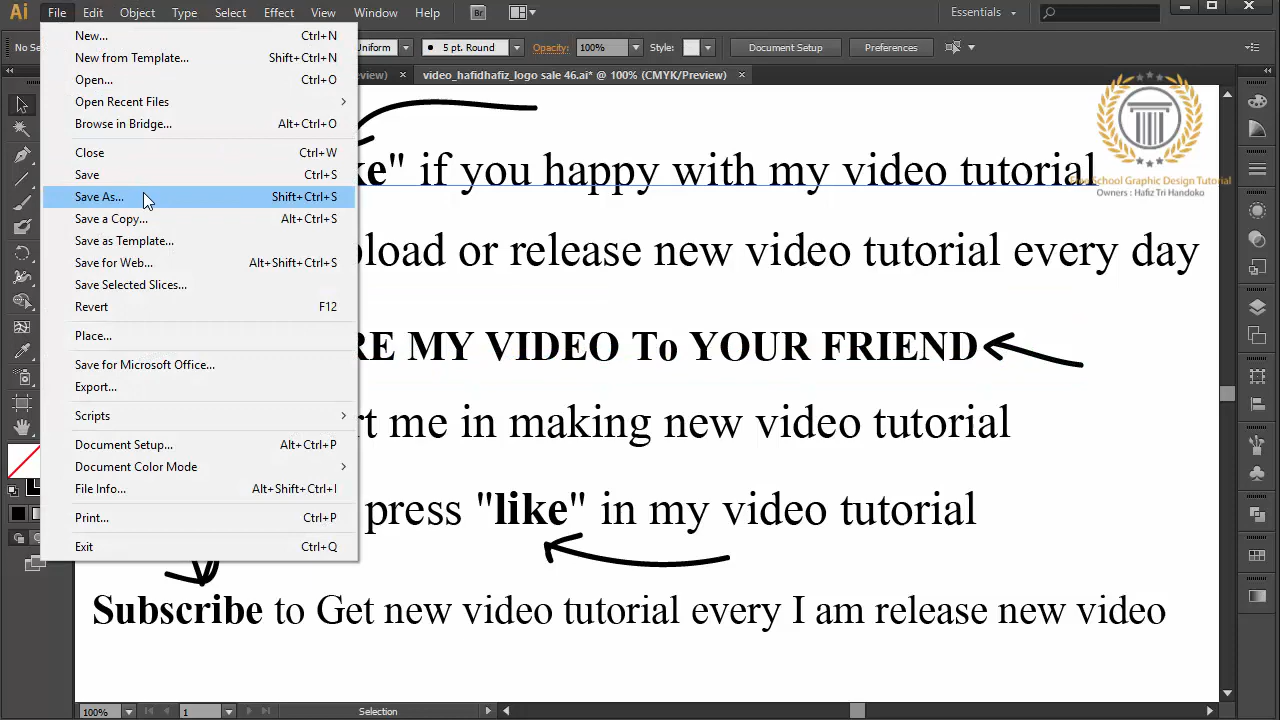 Ai File Edit Object Type Select Effect View Window Help Br Essentials
No Se Uniform 5 pt. Round Opacity: 100% Style: Document Setup Preferences
view) × video_hafidhafiz_logo sale 46.ai* @ 100% (CMYK/Preview) ×
New... Ctrl+N
New from Template... Shift+Ctrl+N
Open... Ctrl+O
Open Recent Files
Browse in Bridge... Alt+Ctrl+O
Close Ctrl+W
Save Ctrl+S
Save As... Shift+Ctrl+S
Save a Copy... Alt+Ctrl+S
Save as Template...
Save for Web... Alt+Shift+Ctrl+S
Save Selected Slices...
Revert F12
Place...
Save for Microsoft Office...
Export...
Scripts
Document Setup... Alt+Ctrl+P
Document Color Mode
File Info... Alt+Shift+Ctrl+I
Print... Ctrl+P
Exit Ctrl+Q
ke" if you happy with my video tutorial
School Graphic Design Tutorial
Owners : Hafiz Tri Handoko
pload or release new video tutorial every day
RE MY VIDEO To YOUR FRIEND
rt me in making new video tutorial
press "like" in my video tutorial
Subscribe to Get new video tutorial every I am release new video
100% 1 Selection